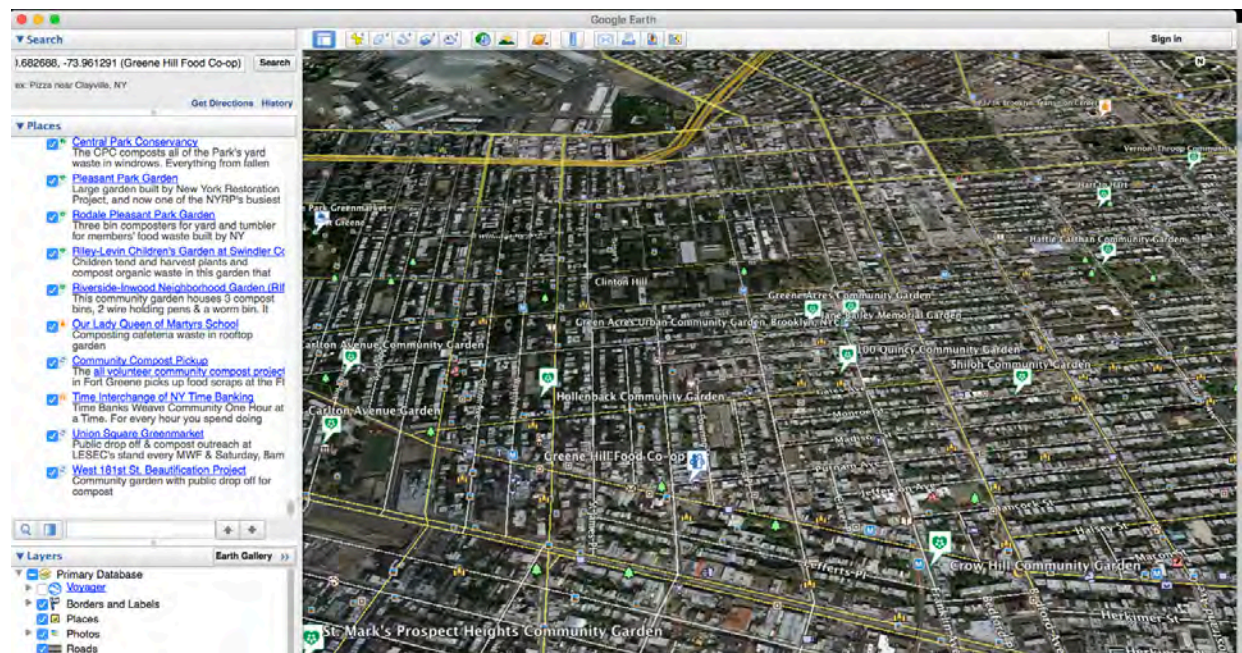 Google Earth
Search
0.682688, -73.961291 (Greene Hill Food Co-op)
Search
ex: Pizza near Clayville, NY
Get Directions
History
Sign in
Places
Central Park Conservancy
The CPC composts all of the Park's yard
waste in windrows. Everything from fallen
Pleasant Park Garden
Large garden built by New York Restoration
Project, and now one of the NYRP's busiest
Rodale Pleasant Park Garden
Three bin composters for yard and tumbler
for members' food waste built by NY
Riley-Levin Children's Garden at Swindler Co
Children tend and harvest plants and
compost organic waste in this garden that
Riverside-Inwood Neighborhood Garden (RIN
This community garden houses 3 compost
bins, 2 wire holding pens & a worm bin. It
Our Lady Queen of Martyrs School
Composting cafeteria waste in rooftop
garden
Community Compost Pickup
The all volunteer community compost project
in Fort Greene picks up food scraps at the
Time Interchange of NY Time Banking
Time Banks Weave Community One Hour at
a Time. For every hour you spend doing
Union Square Greenmarket
Public drop off & compost outreach at
LESEC's stand every MWF & Saturday, 8am
West 181st St. Beautification Project
Community garden with public drop off for
compost
Layers
Earth Gallery
Primary Database
Voyager
Borders and Labels
Places
Photos
Roads
N
Vernon-Throop Community
Hart to Hart
Park Greenmarket
Greene
Hattie Carthan Community Garden
Clinton Hill
Greene Acres Community Garden
Jane Bailey Memorial Garden
Green Acres Urban Community Garden, Brooklyn, NYC
Carlton Avenue Community Garden
100 Quincy Community Garden
Shiloh Community Garden
Hollenback Community Garden
Carlton Avenue Garden
Greene Hill Food Co-op
Putnam Ave
Jefferson Ave
Hancock St
Halsey St
Crow Hill Community Garden
Lefferts Pl
Franklin Ave
Bedford Ave
Herkimer St
St. Mark's Prospect Heights Community Garden